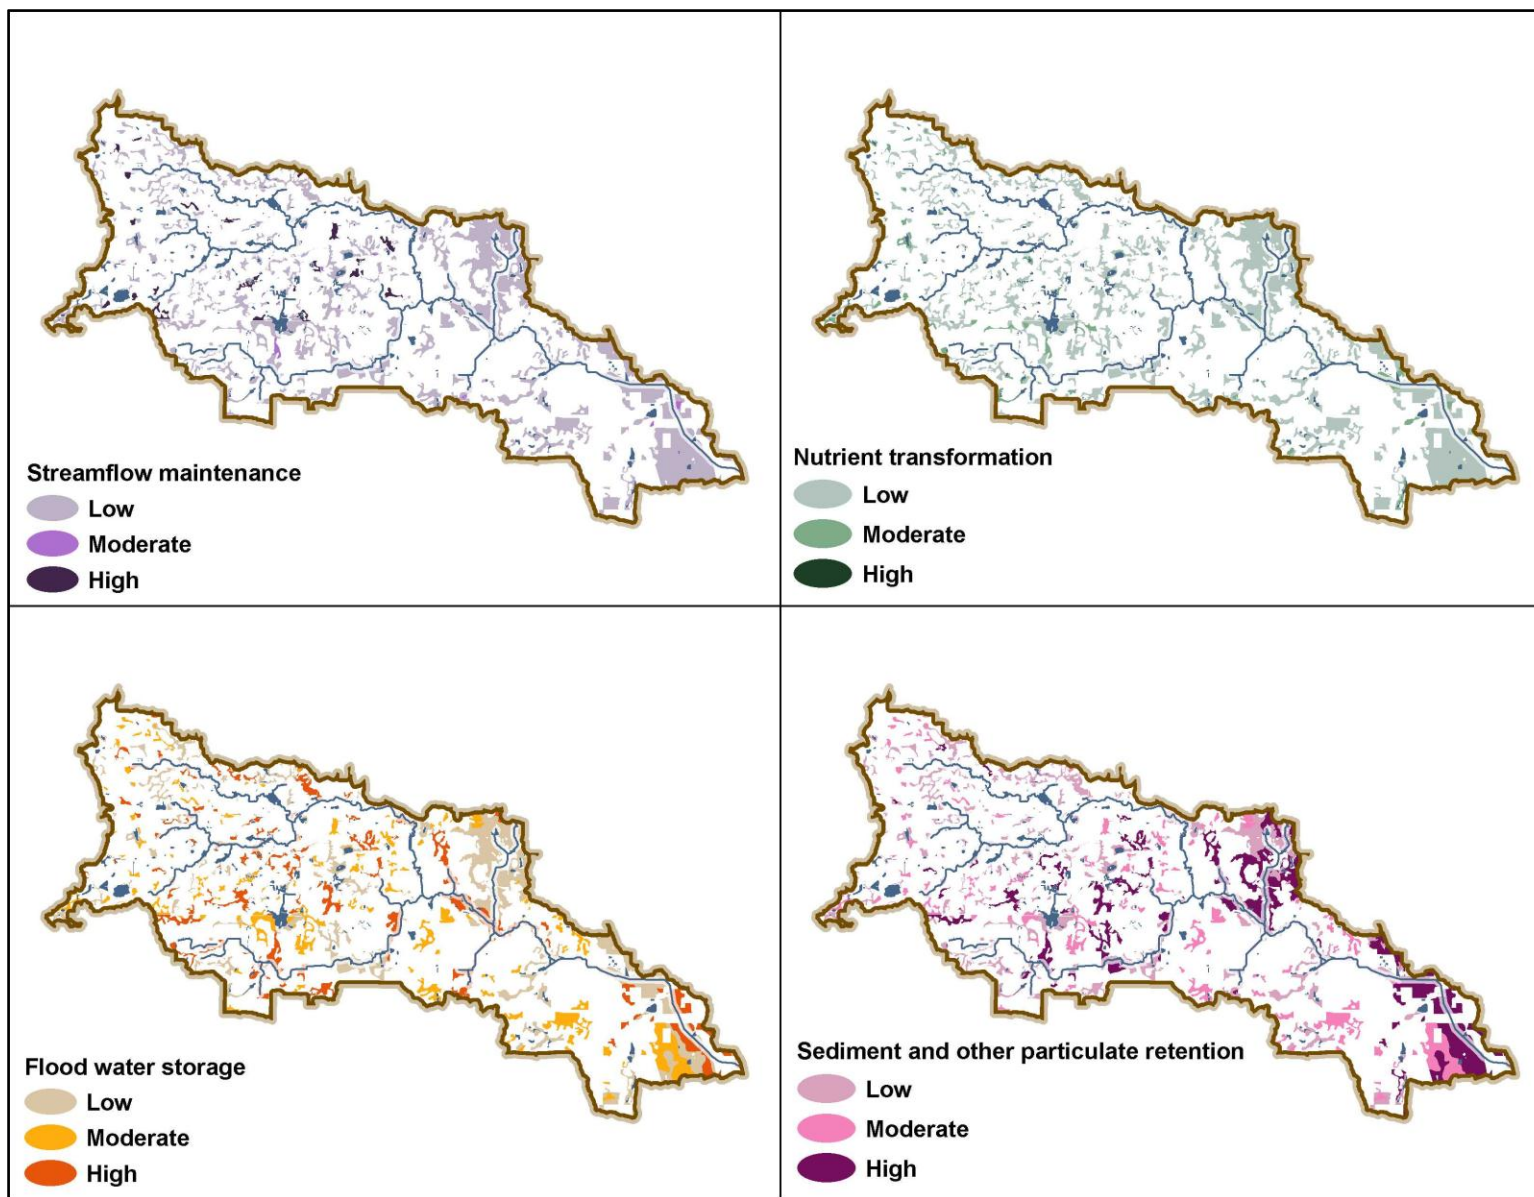 Streamflow maintenance
Low
Moderate
High
Nutrient transformation
Low
Moderate
High
Flood water storage
Low
Moderate
High
Sediment and other particulate retention
Low
Moderate
High